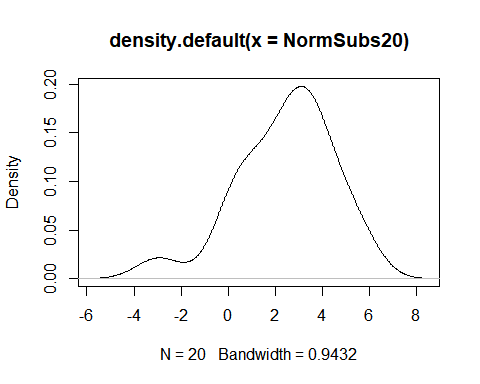 density.default(x = NormSubs20)
Density
0.20
0.15
0.10
0.05
0.00
-6 -4 -2 0 2 4 6 8
N = 20 Bandwidth = 0.9432